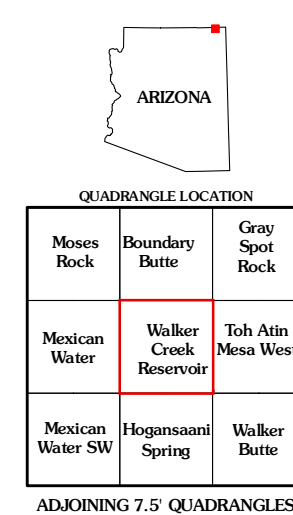 ARIZONA
QUADRANGLE LOCATION
Moses
Rock
Boundary
Butte
Gray
Spot
Rock
Mexican
Water
Walker
Creek
Reservoir
Toh Atin
Mesa West
Mexican
Water SW
Hogansaani
Spring
Walker
Butte
ADJOINING 7.5' QUADRANGLES